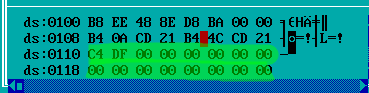 ds:0100 B8 EE 48 8E D8 BA 00 00 ╕εHÄ╪║
ds:0108 B4 0A CD 21 B4 4C CD 21 ┤◙═!┤L═!
ds:0110 C4 DF 00 00 00 00 00 00 ─▀
ds:0118 00 00 00 00 00 00 00 00